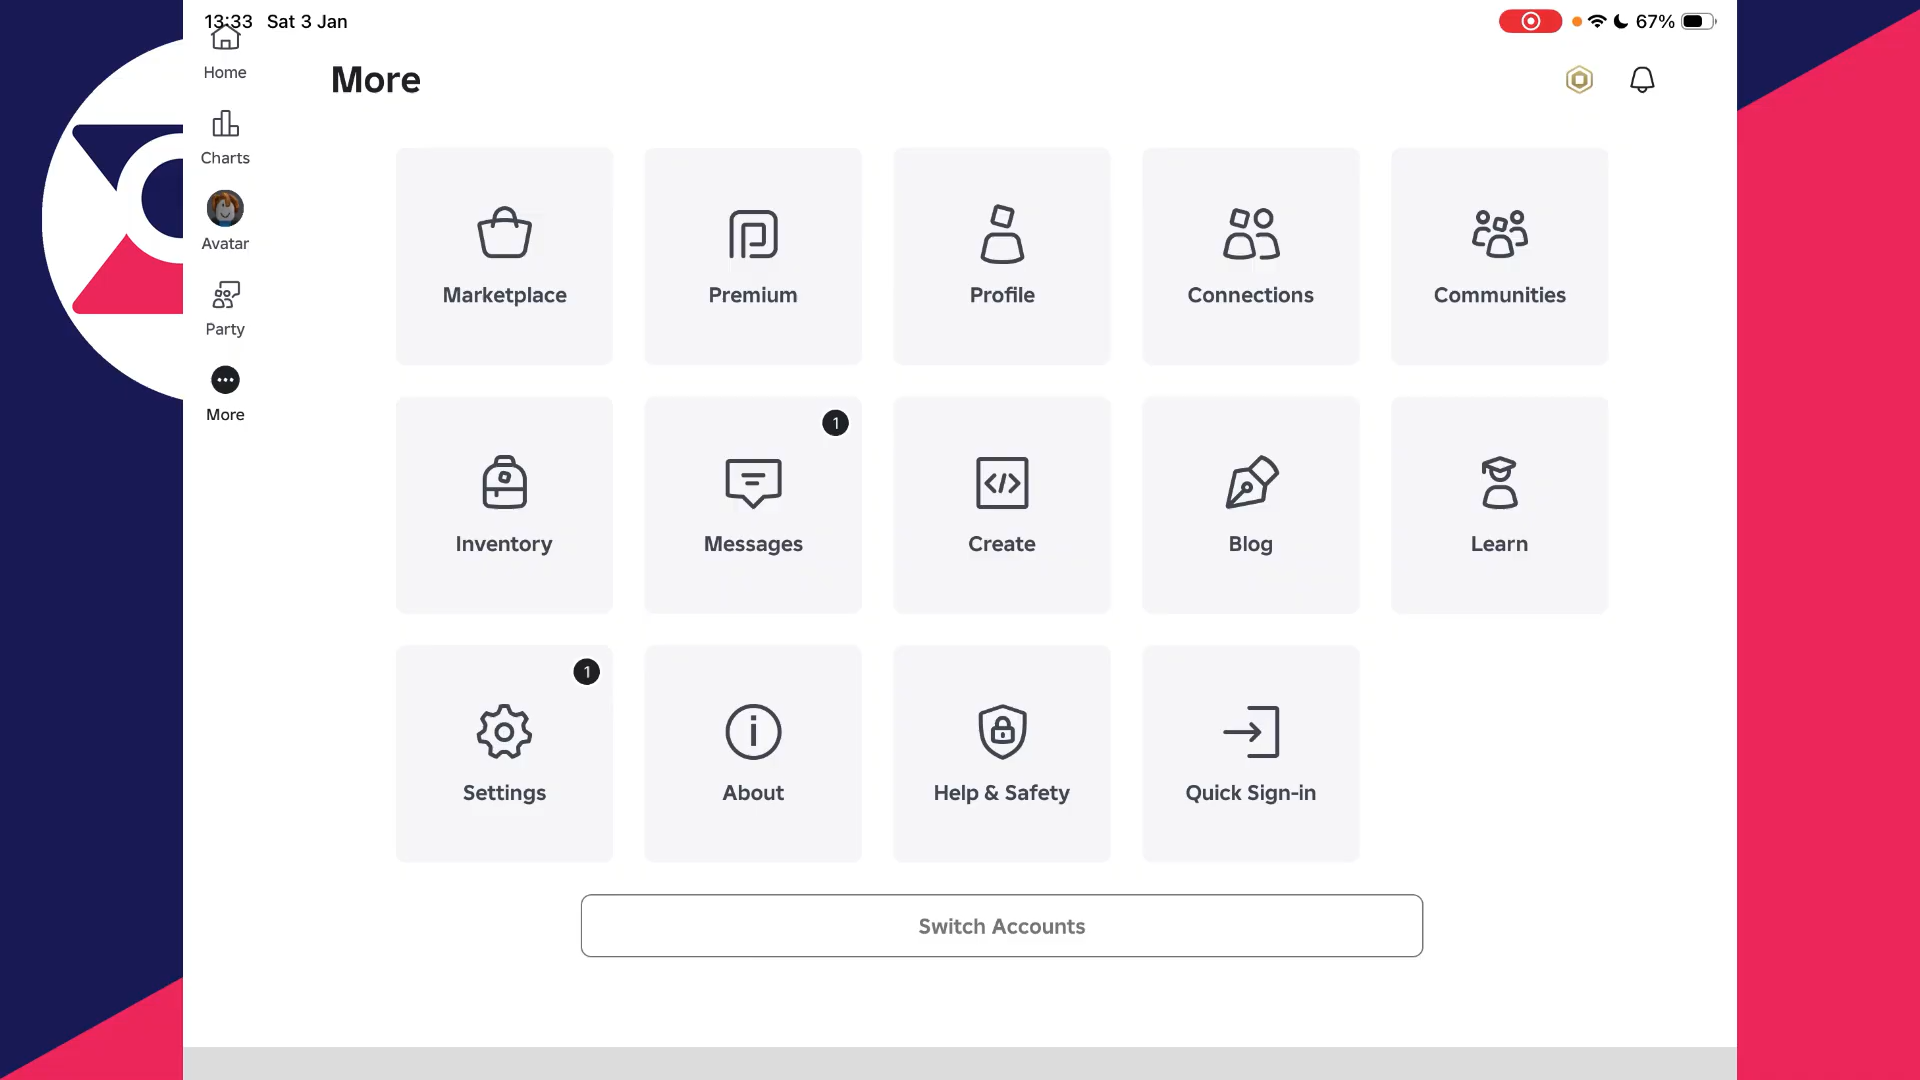 13:33 Sat 3 Jan
67%
Home
Charts
Avatar
Party
More
More
Marketplace
Premium
Profile
Connections
Communities
Inventory
1
Messages
Create
Blog
Learn
1
Settings
About
Help & Safety
Quick Sign-in
Switch Accounts